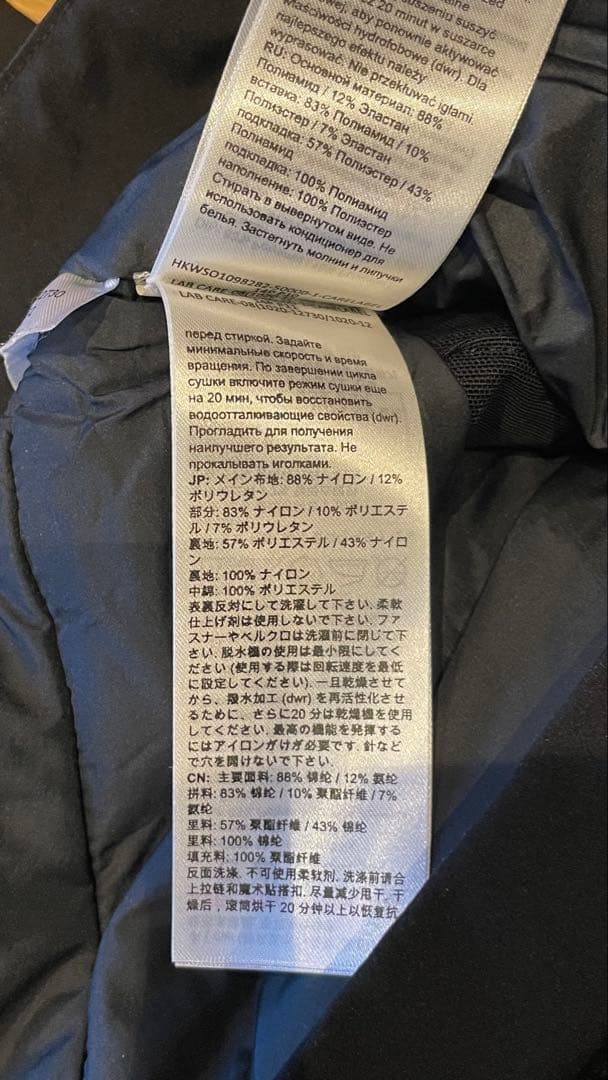 suszeniu suszyć
cz 20 minut w suszarce
owej, aby ponownie aktywować
właściwości hydrofobowe (dwr). Dla
najlepszego efektu należy
wyprasować. Nie przekłuwać igłami.
RU: Основной материал: 88%
Полиамид / 12% Эластан
вставка: 83% Полиамид / 10%
Полиэстер / 7% Эластан
подкладка: 57% Полиэстер / 43%
Полиамид
подкладка: 100% Полиамид
наполнение: 100% Полиэстер
Стирать в вывернутом виде. Не
использовать кондиционер для
белья. Застегнуть молнии и липучки
HKWSO1098282-50000-1-CARELABEL
LAB CARE-08(1020-12730/1020-12
перед стиркой. Задайте
минимальные скорость и время
вращения. По завершении цикла
сушки включите режим сушки еще
на 20 мин, чтобы восстановить
водоотталкивающие свойства (dwr).
Прогладить для получения
наилучшего результата. Не
прокалывать иголками.
JP: メイン布地: 88% ナイロン / 12%
ポリウレタン
部分: 83% ナイロン / 10% ポリエステ
ル / 7% ポリウレタン
裏地: 57% ポリエステル / 43% ナイロ
ン
裏地: 100% ナイロン
中綿: 100% ポリエステル
表裏反対にして洗濯して下さい. 柔軟
仕上げ剤は使用しないで下さい. ファ
スナーやベルクロは洗濯前に閉じて下
さい. 脱水機の使用は最小限にしてく
ださい (使用する際は回転速度を最低
に設定してください). 一旦乾燥させて
から、撥水加工 (dwr) を再活性化させ
るために、さらに20 分は乾燥機を使用
してください. 最高の機能を発揮する
にはアイロンがけが必要です. 針など
で穴を開けないで下さい.
CN: 主要面料: 88% 锦纶 / 12% 氨纶
拼料: 83% 锦纶 / 10% 聚酯纤维 / 7%
氨纶
里料: 57% 聚酯纤维 / 43% 锦纶
里料: 100% 锦纶
填充料: 100% 聚酯纤维
反面洗涤. 不可使用柔软剂. 洗涤前请合
上拉链和魔术贴搭扣. 尽量减少甩干. 干
燥后，滚筒烘干 20 分钟以上以恢复抗